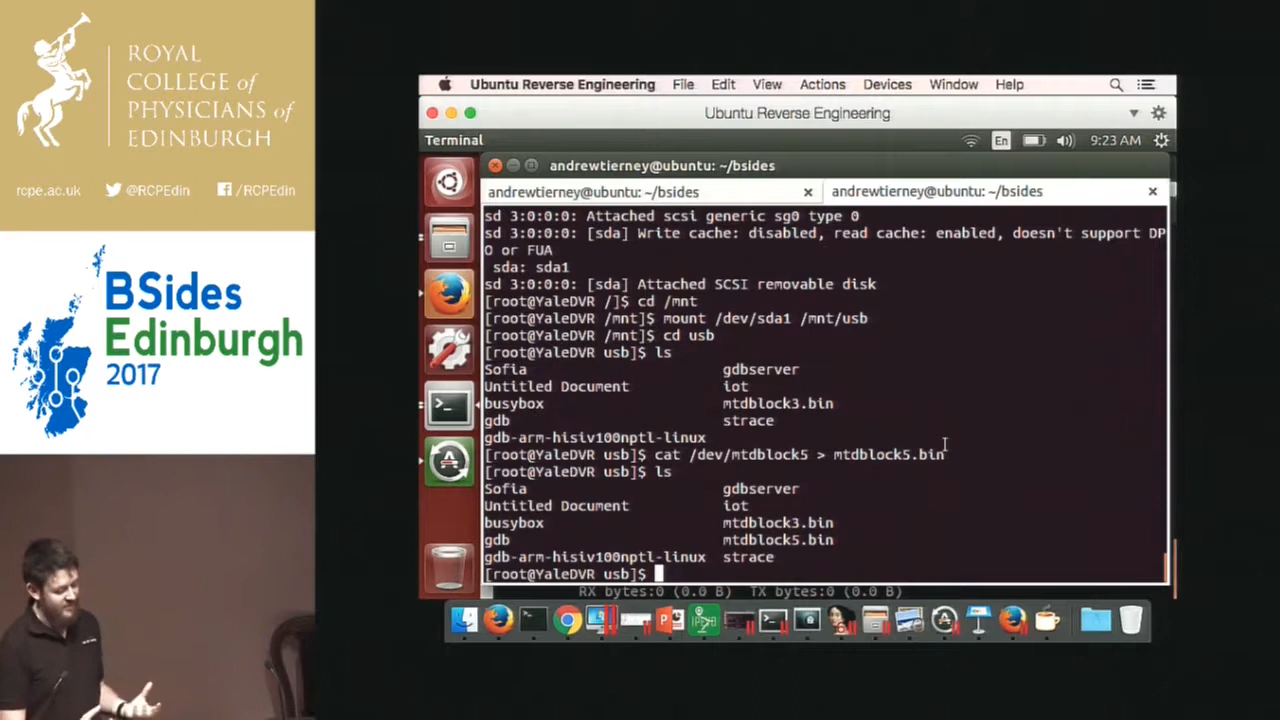 ROYAL
COLLEGE of
PHYSICIANS of
EDINBURGH
rcpe.ac.uk @RCPEdin /RCPEdin
BSides
Edinburgh
2017
Ubuntu Reverse Engineering File Edit View Actions Devices Window Help
Ubuntu Reverse Engineering
Terminal En 9:23 AM
andrewtierney@ubuntu: ~/bsides
andrewtierney@ubuntu: ~/bsides × andrewtierney@ubuntu: ~/bsides ×
sd 3:0:0:0: Attached scsi generic sg0 type 0
sd 3:0:0:0: [sda] Write cache: disabled, read cache: enabled, doesn't support DP
O or FUA
sda: sda1
sd 3:0:0:0: [sda] Attached SCSI removable disk
[root@YaleDVR /]$ cd /mnt
[root@YaleDVR /mnt]$ mount /dev/sda1 /mnt/usb
[root@YaleDVR /mnt]$ cd usb
[root@YaleDVR usb]$ ls
Sofia gdbserver
Untitled Document iot
busybox mtdblock3.bin
gdb strace
gdb-arm-hisiv100nptl-linux
[root@YaleDVR usb]$ cat /dev/mtdblock5 > mtdblock5.bin
[root@YaleDVR usb]$ ls
Sofia gdbserver
Untitled Document iot
busybox mtdblock3.bin
gdb mtdblock5.bin
gdb-arm-hisiv100nptl-linux strace
[root@YaleDVR usb]$
RX bytes:0 (0.0 B) TX bytes:0 (0.0 B)